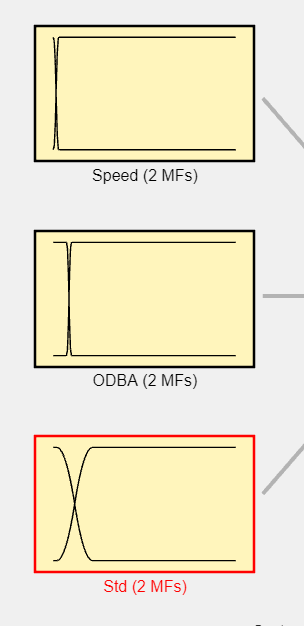 Speed (2 MFs)
ODBA (2 MFs)
Std (2 MFs)